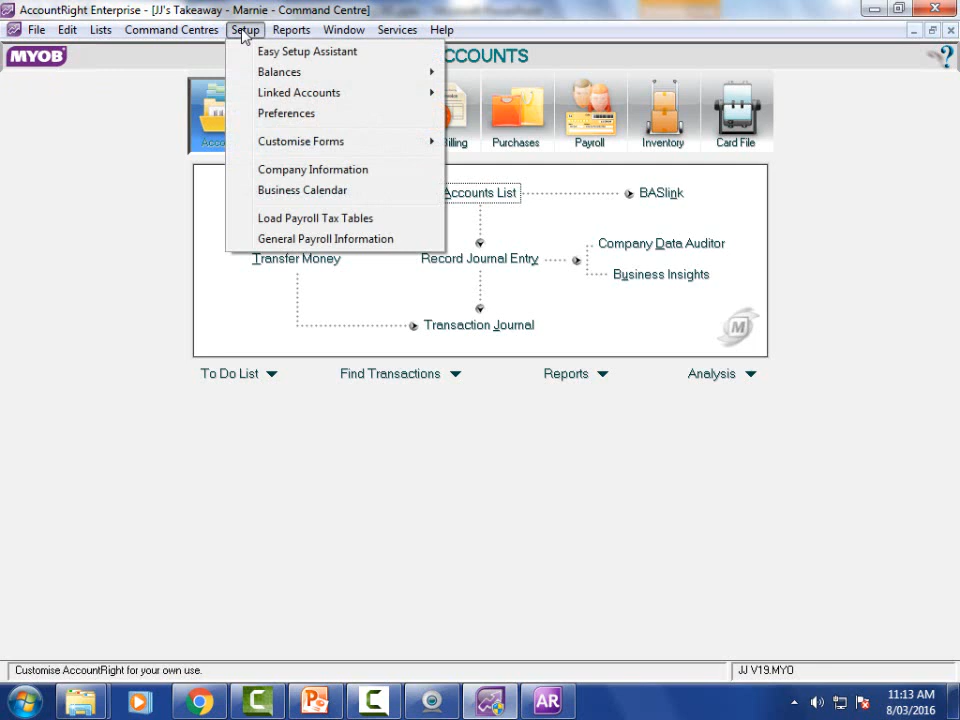 AccountRight Enterprise - [JJ's Takeaway - Marnie - Command Centre]
File Edit Lists Command Centres Setup Reports Window Services Help
MYOB
ACCOUNTS
Easy Setup Assistant
Balances
Linked Accounts
Preferences
Customise Forms
Company Information
Business Calendar
Load Payroll Tax Tables
General Payroll Information
Purchases
Payroll
Inventory
Card File
Accounts List
BASlink
Company Data Auditor
Transfer Money
Record Journal Entry
Business Insights
Transaction Journal
To Do List
Find Transactions
Reports
Analysis
Customise AccountRight for your own use.
JJ V19.MYO
AR
11:13 AM
8/03/2016